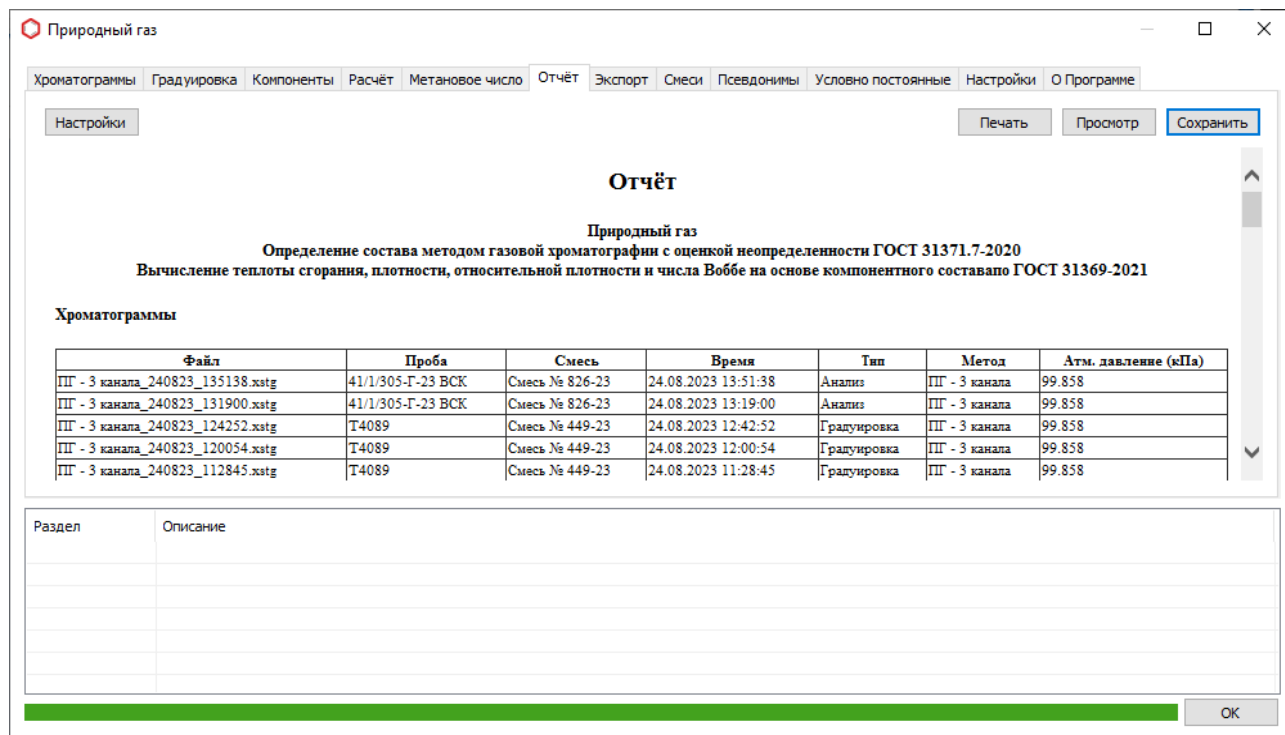 Природный газ
Хроматограммы Градуировка Компоненты Расчёт Метановое число Отчёт Экспорт Смеси Псевдонимы Условно постоянные Настройки О Программе
Настройки Печать Просмотр Сохранить
Отчёт
Природный газ
Определение состава методом газовой хроматографии с оценкой неопределенности ГОСТ 31371.7-2020
Вычисление теплоты сгорания, плотности, относительной плотности и числа Воббе на основе компонентного составапо ГОСТ 31369-2021
Хроматограммы
Файл Проба Смесь Время Тип Метод Атм. давление (кПа)
ПГ - 3 канала_240823_135138.xstg 41/1/305-Г-23 ВСК Смесь № 826-23 24.08.2023 13:51:38 Анализ ПГ - 3 канала 99.858
ПГ - 3 канала_240823_131900.xstg 41/1/305-Г-23 ВСК Смесь № 826-23 24.08.2023 13:19:00 Анализ ПГ - 3 канала 99.858
ПГ - 3 канала_240823_124252.xstg Т4089 Смесь № 449-23 24.08.2023 12:42:52 Градуировка ПГ - 3 канала 99.858
ПГ - 3 канала_240823_120054.xstg Т4089 Смесь № 449-23 24.08.2023 12:00:54 Градуировка ПГ - 3 канала 99.858
ПГ - 3 канала_240823_112845.xstg Т4089 Смесь № 449-23 24.08.2023 11:28:45 Градуировка ПГ - 3 канала 99.858
Раздел Описание
ОК